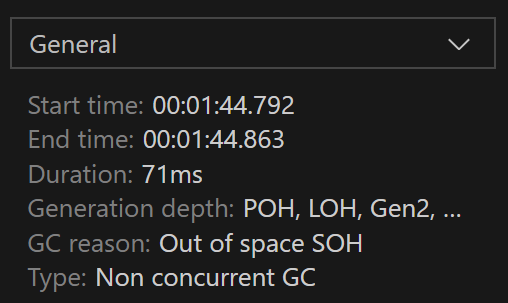 General
Start time: 00:01:44.792
End time: 00:01:44.863
Duration: 71ms
Generation depth: POH, LOH, Gen2, ...
GC reason: Out of space SOH
Type: Non concurrent GC